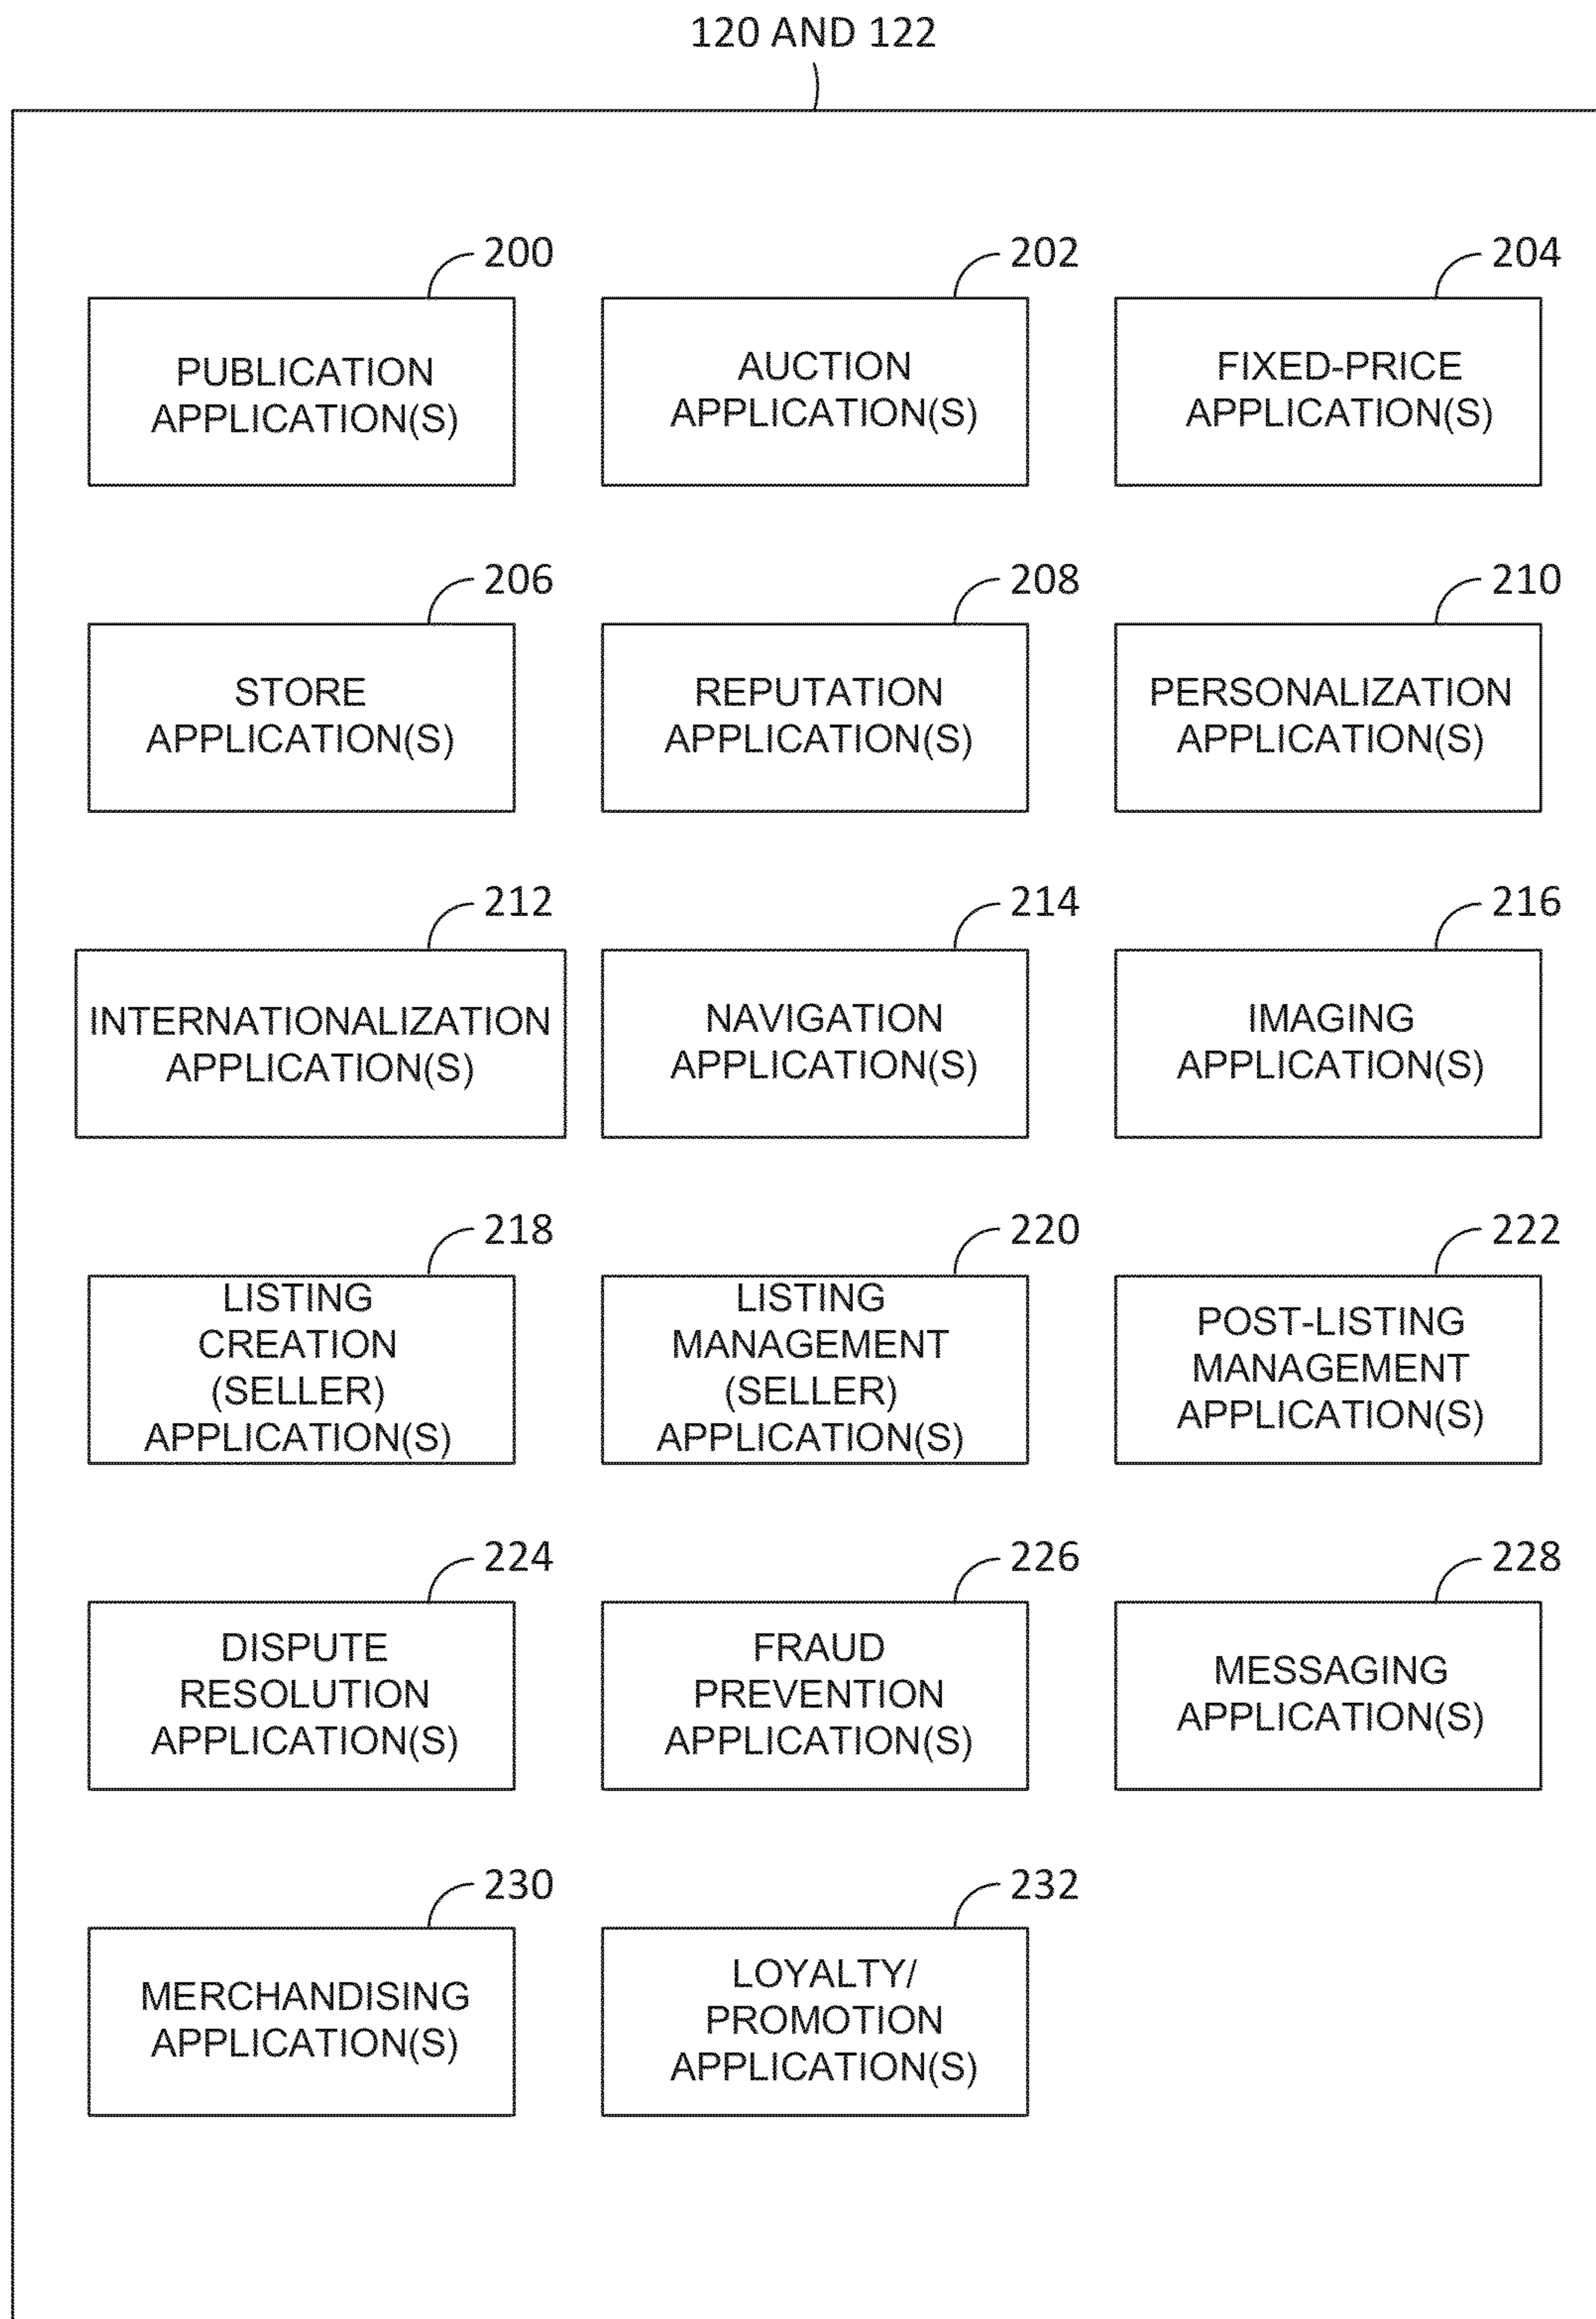 120 AND 122
200
PUBLICATION
APPLICATION(S)
202
AUCTION
APPLICATION(S)
204
FIXED-PRICE
APPLICATION(S)
206
STORE
APPLICATION(S)
208
REPUTATION
APPLICATION(S)
210
PERSONALIZATION
APPLICATION(S)
212
INTERNATIONALIZATION
APPLICATION(S)
214
NAVIGATION
APPLICATION(S)
216
IMAGING
APPLICATION(S)
218
LISTING
CREATION
(SELLER)
APPLICATION(S)
220
LISTING
MANAGEMENT
(SELLER)
APPLICATION(S)
222
POST-LISTING
MANAGEMENT
APPLICATION(S)
224
DISPUTE
RESOLUTION
APPLICATION(S)
226
FRAUD
PREVENTION
APPLICATION(S)
228
MESSAGING
APPLICATION(S)
230
MERCHANDISING
APPLICATION(S)
232
LOYALTY/
PROMOTION
APPLICATION(S)